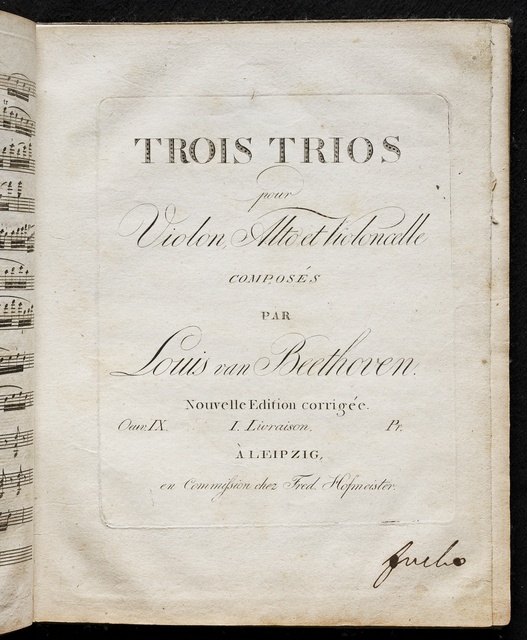 TROIS TRIOS
pour
Violon, Alto et Violoncelle
COMPOSÉS
PAR
Louis van Beethoven.
Nouvelle Edition corrigée.
Oeuv. IX. I. Livraison. Pr.
À LEIPZIG,
en Commiſsion chez Fred. Hofmeister.